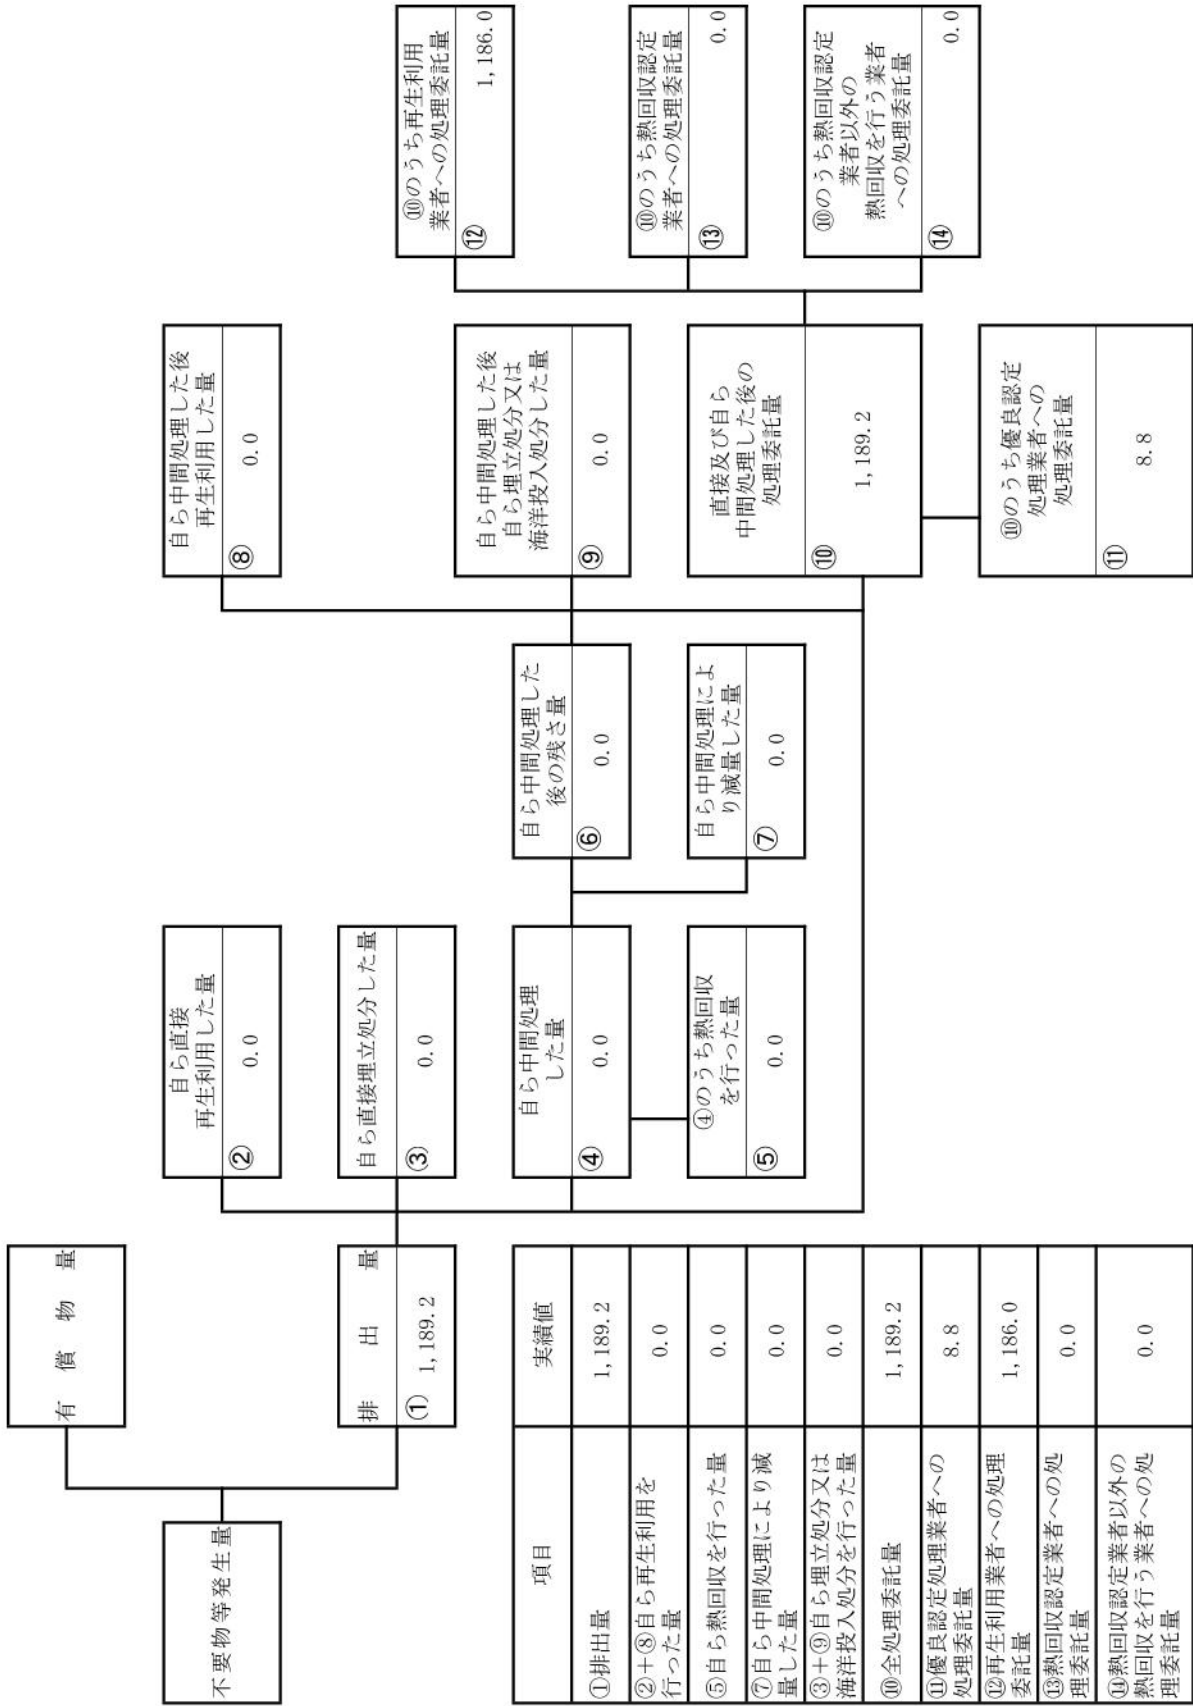 不要物等発生量
有償物量
排出量
① 1,189.2
自ら直接
再生利用した量
② 0.0
自ら直接埋立処分した量
③ 0.0
自ら中間処理
した量
④ 0.0
④のうち熱回収
を行った量
⑤ 0.0
自ら中間処理した
後の残さ量
⑥ 0.0
自ら中間処理によ
り減量した量
⑦ 0.0
自ら中間処理した後
再生利用した量
⑧ 0.0
自ら中間処理した後
自ら埋立処分又は
海洋投入処分した量
⑨ 0.0
直接及び自ら
中間処理した後の
処理委託量
⑩ 1,189.2
⑩のうち優良認定
処理業者への
処理委託量
⑪ 8.8
⑩のうち再生利用
業者への処理委託量
⑫ 1,186.0
⑩のうち熱回収認定
業者への処理委託量
⑬ 0.0
⑩のうち熱回収認定
業者以外の
熱回収を行う業者
への処理委託量
⑭ 0.0
項目 実績値
①排出量 1,189.2
②+⑧自ら再生利用を
行った量 0.0
⑤自ら熱回収を行った量 0.0
⑦自ら中間処理により減
量した量 0.0
③+⑨自ら埋立処分又は
海洋投入処分を行った量 0.0
⑩全処理委託量 1,189.2
⑪優良認定処理業者への
処理委託量 8.8
⑫再生利用業者への処理
委託量 1,186.0
⑬熱回収認定業者への処
理委託量 0.0
⑭熱回収認定業者以外の
熱回収を行う業者への処
理委託量 0.0